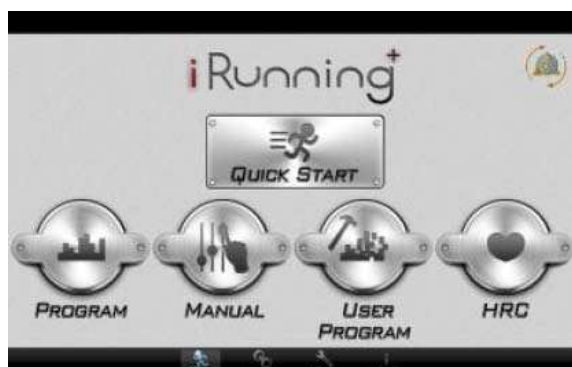 iRunning+
QUICK START
PROGRAM
MANUAL
USER
PROGRAM
HRC